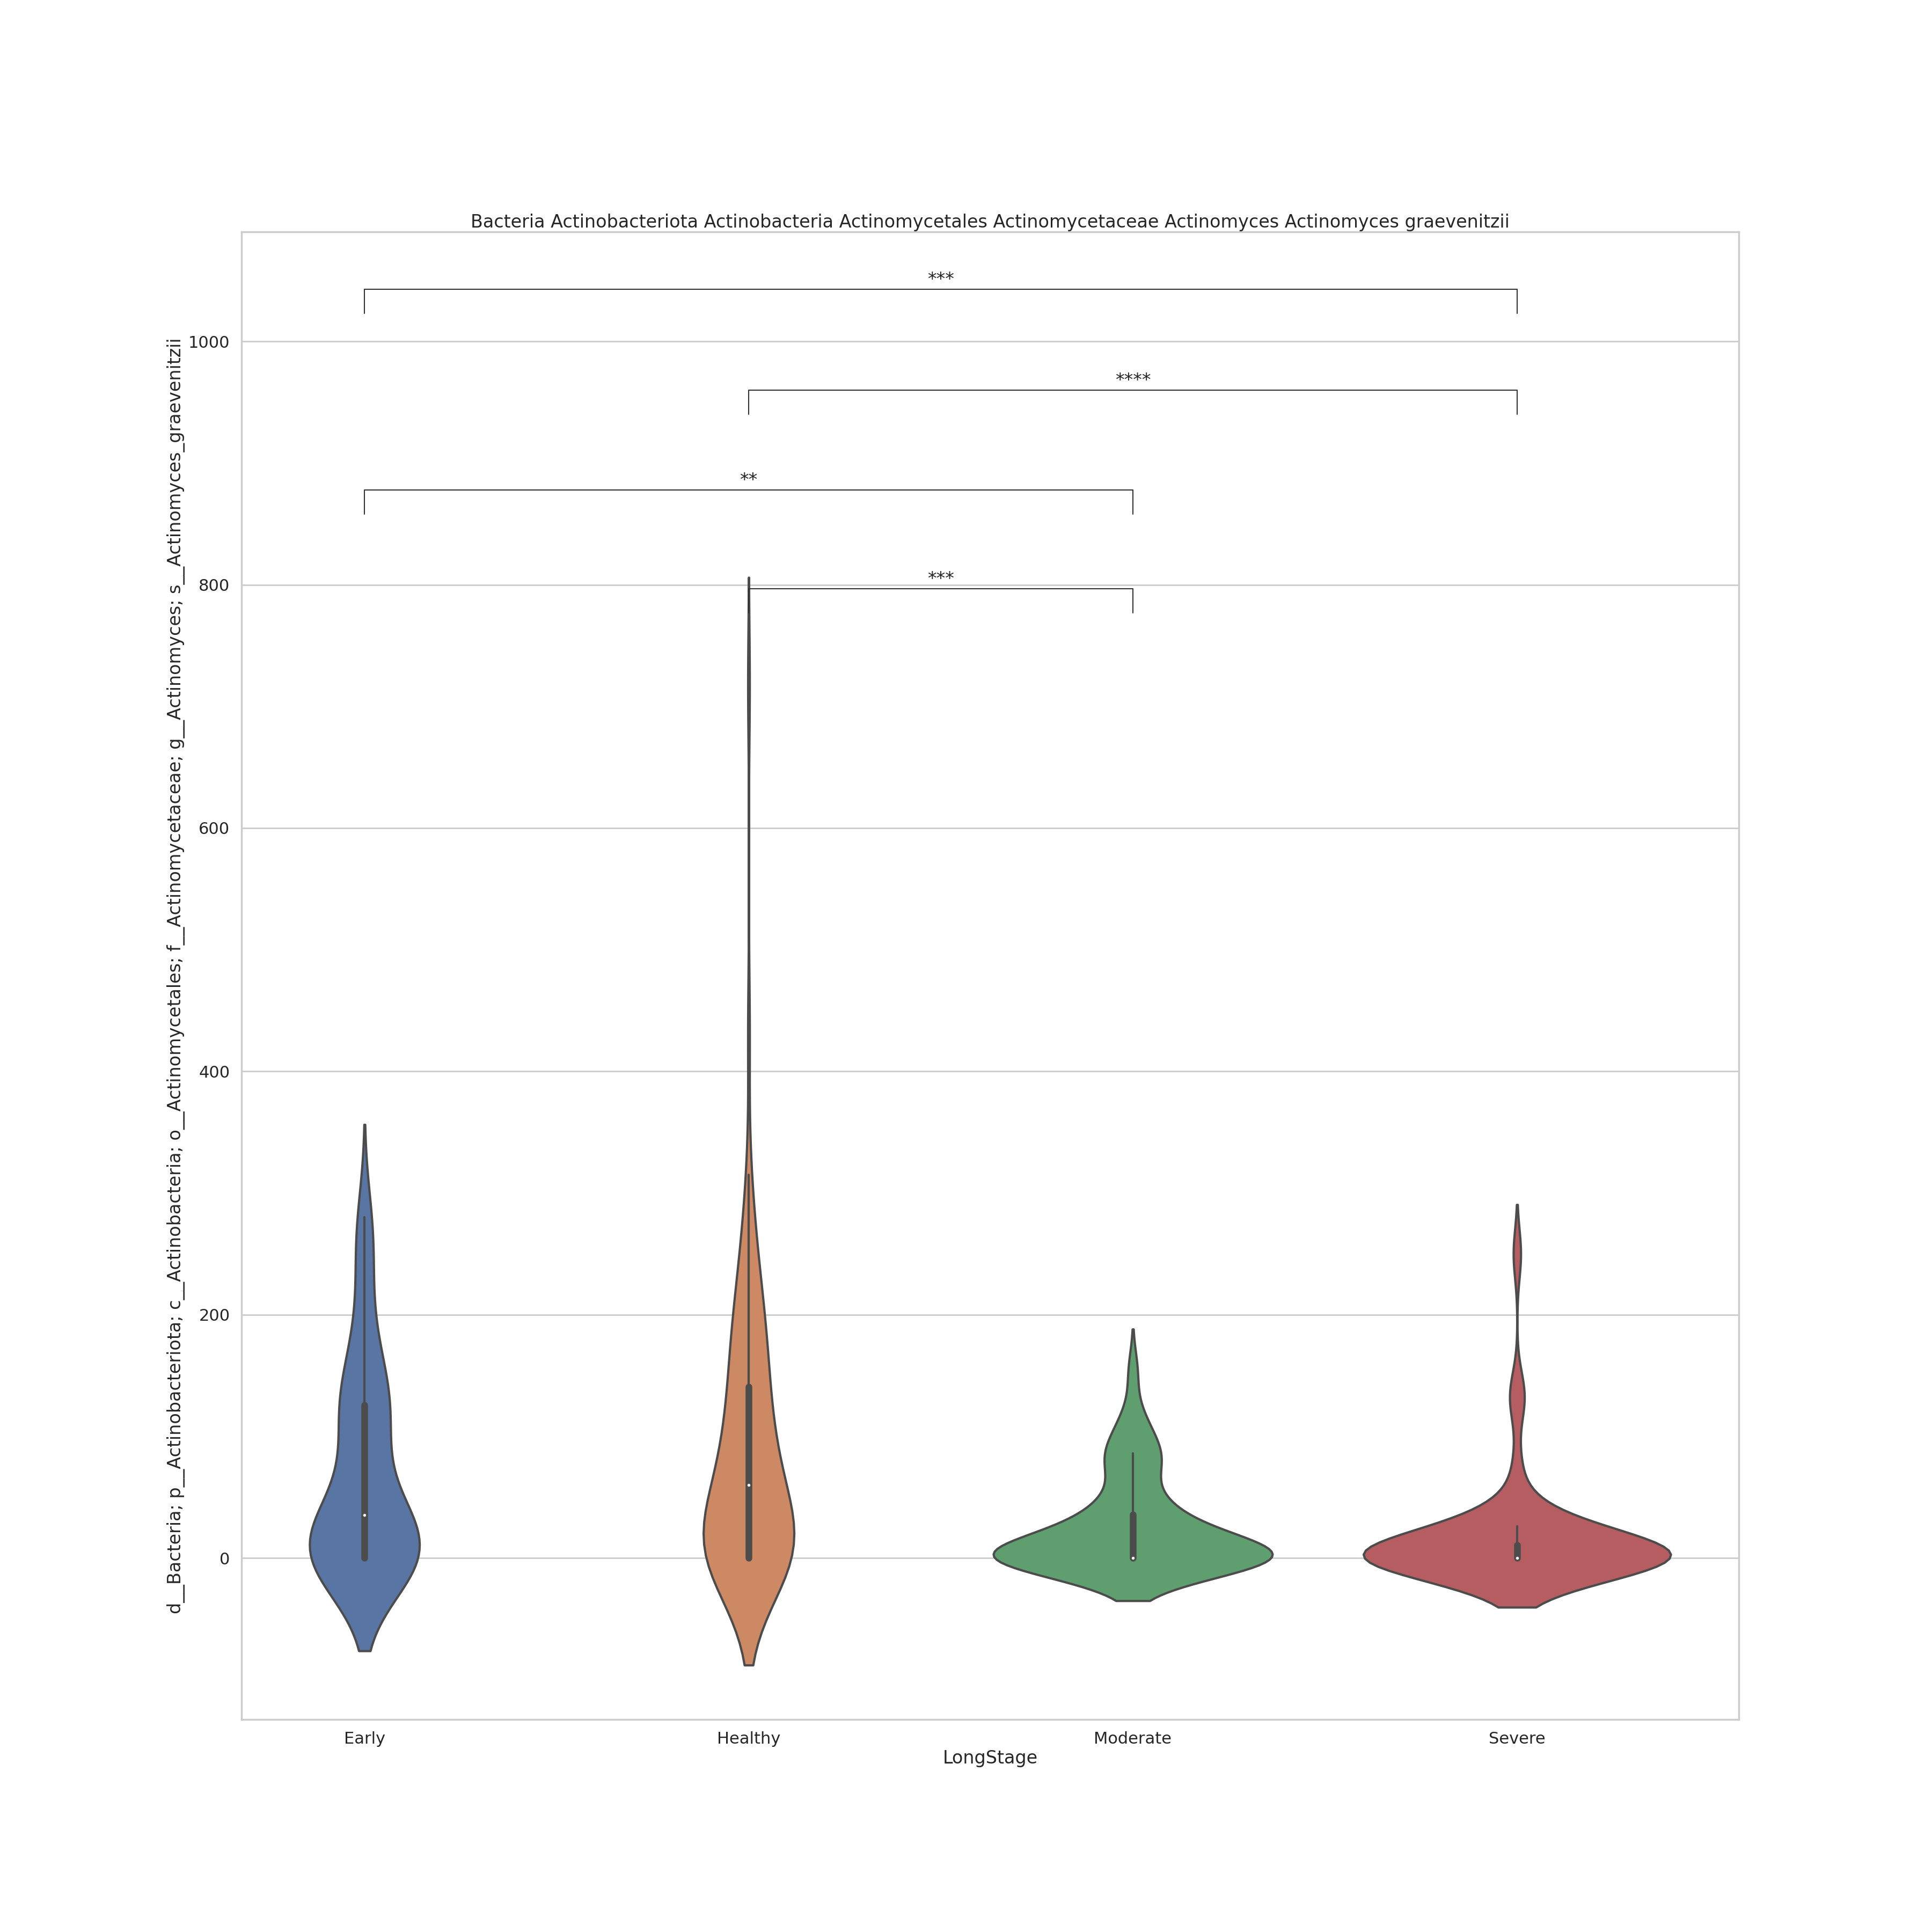 Bacteria Actinobacteriota Actinobacteria Actinomycetales Actinomycetaceae Actinomyces Actinomyces graevenitzii
***
****
**
***
d__Bacteria; p__Actinobacteriota; c__Actinobacteria; o__Actinomycetales; f__Actinomycetaceae; g__Actinomyces; s__Actinomyces_graevenitzii
1000
800
600
400
200
0
Early Healthy Moderate Severe
LongStage